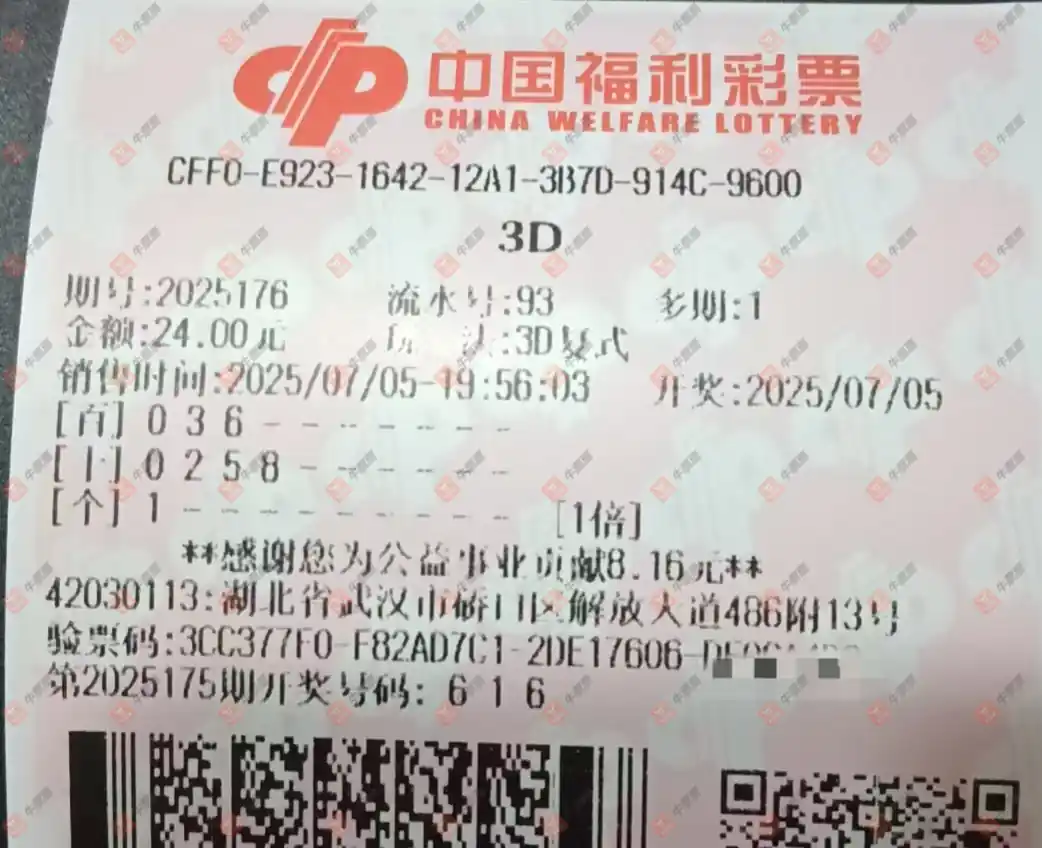 中国福利彩票
CHINA WELFARE LOTTERY
CFF0-E923-1642-12A1-3B7D-914C-9600
3D
期号:2025176 流水号:93 多期:1
金额:24.00元 玩法:3D复式
销售时间:2025/07/05-19:56:03 开奖:2025/07/05
[百] 0 3 6 - - - - - - -
[十] 0 2 5 8 - - - - - -
[个] 1 - - - - - - - - - [1倍]
**感谢您为公益事业贡献8.16元**
42030113:湖北省武汉市硚口区解放大道486附13号
验票码:3CC377F0-F82AD7C1-2DE17606-
第2025175期开奖号码: 6 1 6